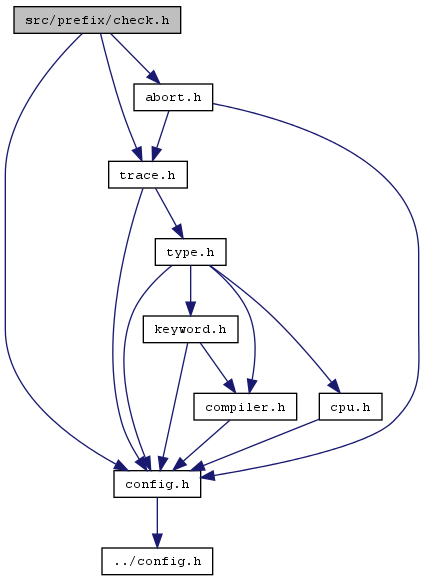 src/prefix/check.h
abort.h
trace.h
type.h
keyword.h
compiler.h
cpu.h
config.h
../config.h